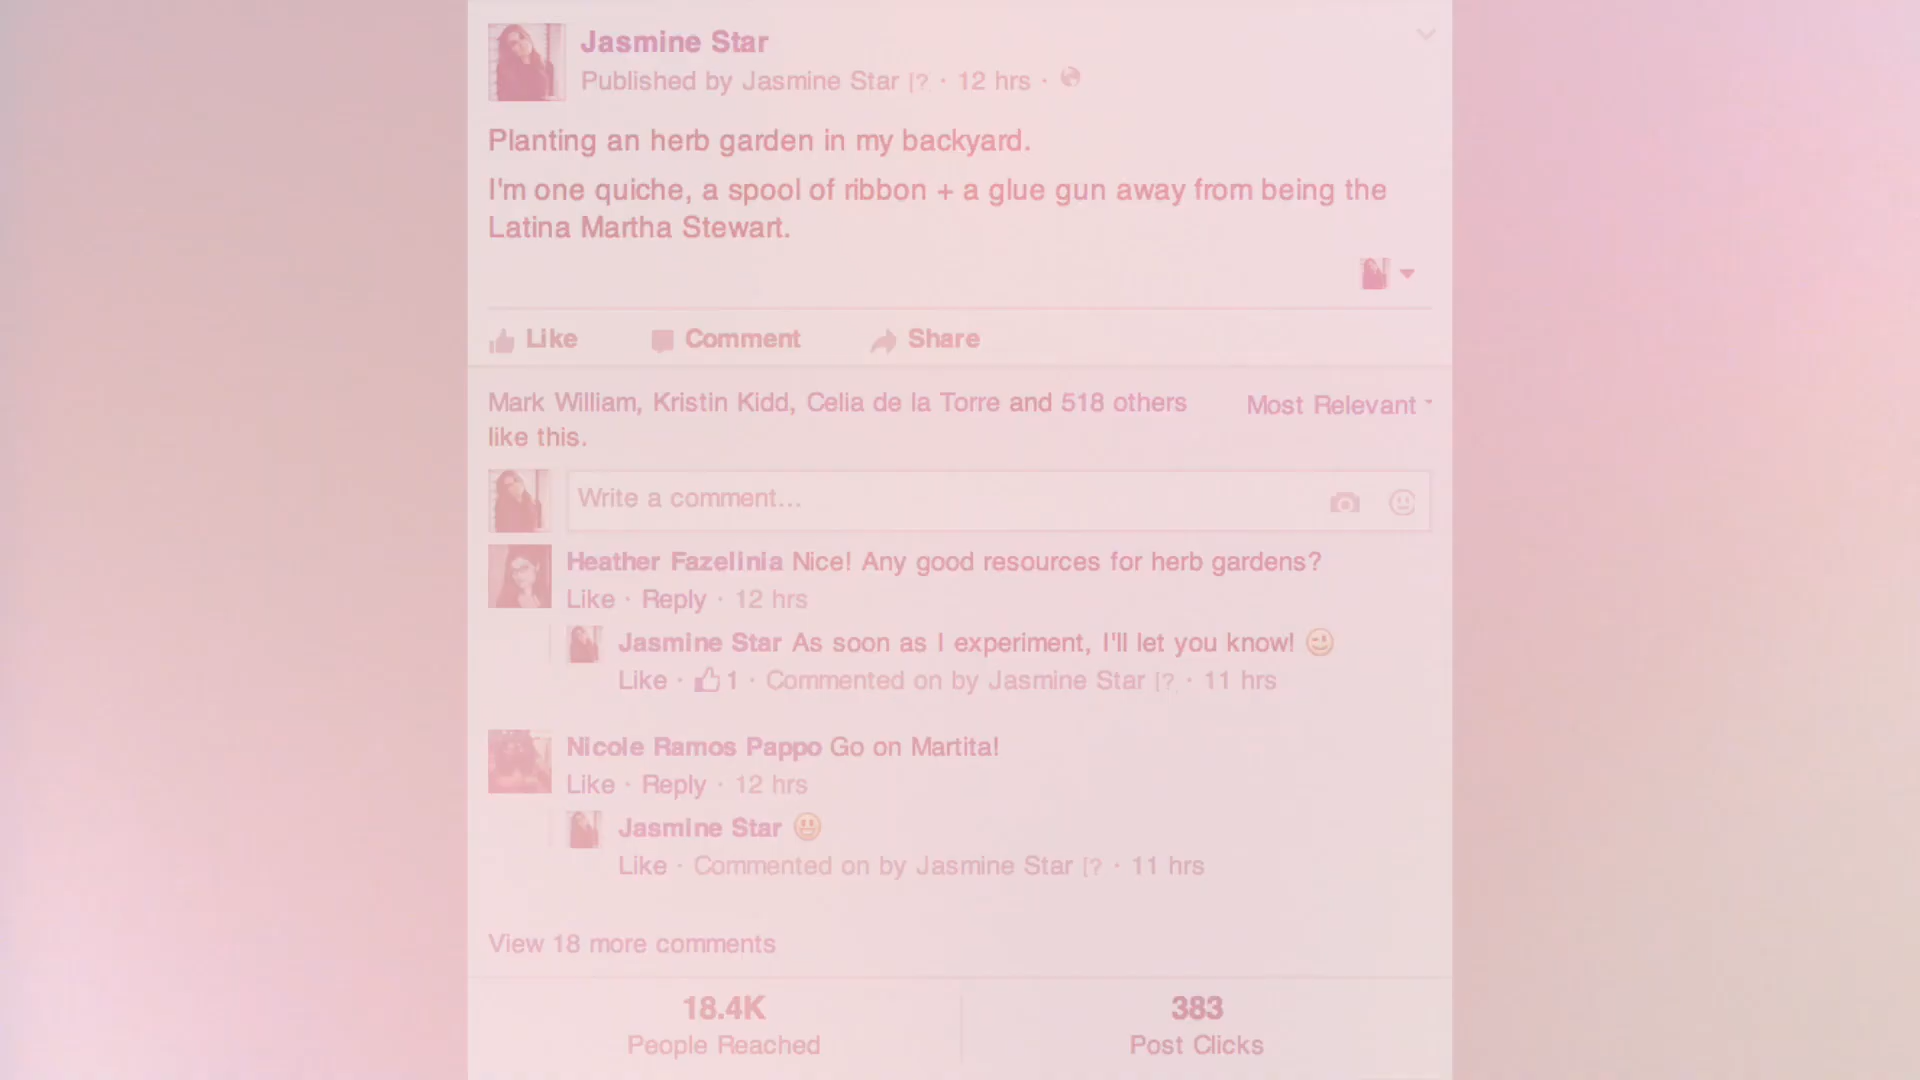 Jasmine Star
Published by Jasmine Star [? · 12 hrs ·
Planting an herb garden in my backyard.
I'm one quiche, a spool of ribbon + a glue gun away from being the
Latina Martha Stewart.
Like Comment Share
Mark William, Kristin Kidd, Celia de la Torre and 518 others Most Relevant
like this.
Write a comment...
Heather Fazelinia Nice! Any good resources for herb gardens?
Like · Reply · 12 hrs
Jasmine Star As soon as I experiment, I'll let you know! 😉
Like · 1 · Commented on by Jasmine Star [? · 11 hrs
Nicole Ramos Pappo Go on Martita!
Like · Reply · 12 hrs
Jasmine Star 😃
Like · Commented on by Jasmine Star [? · 11 hrs
View 18 more comments
18.4K 383
People Reached Post Clicks